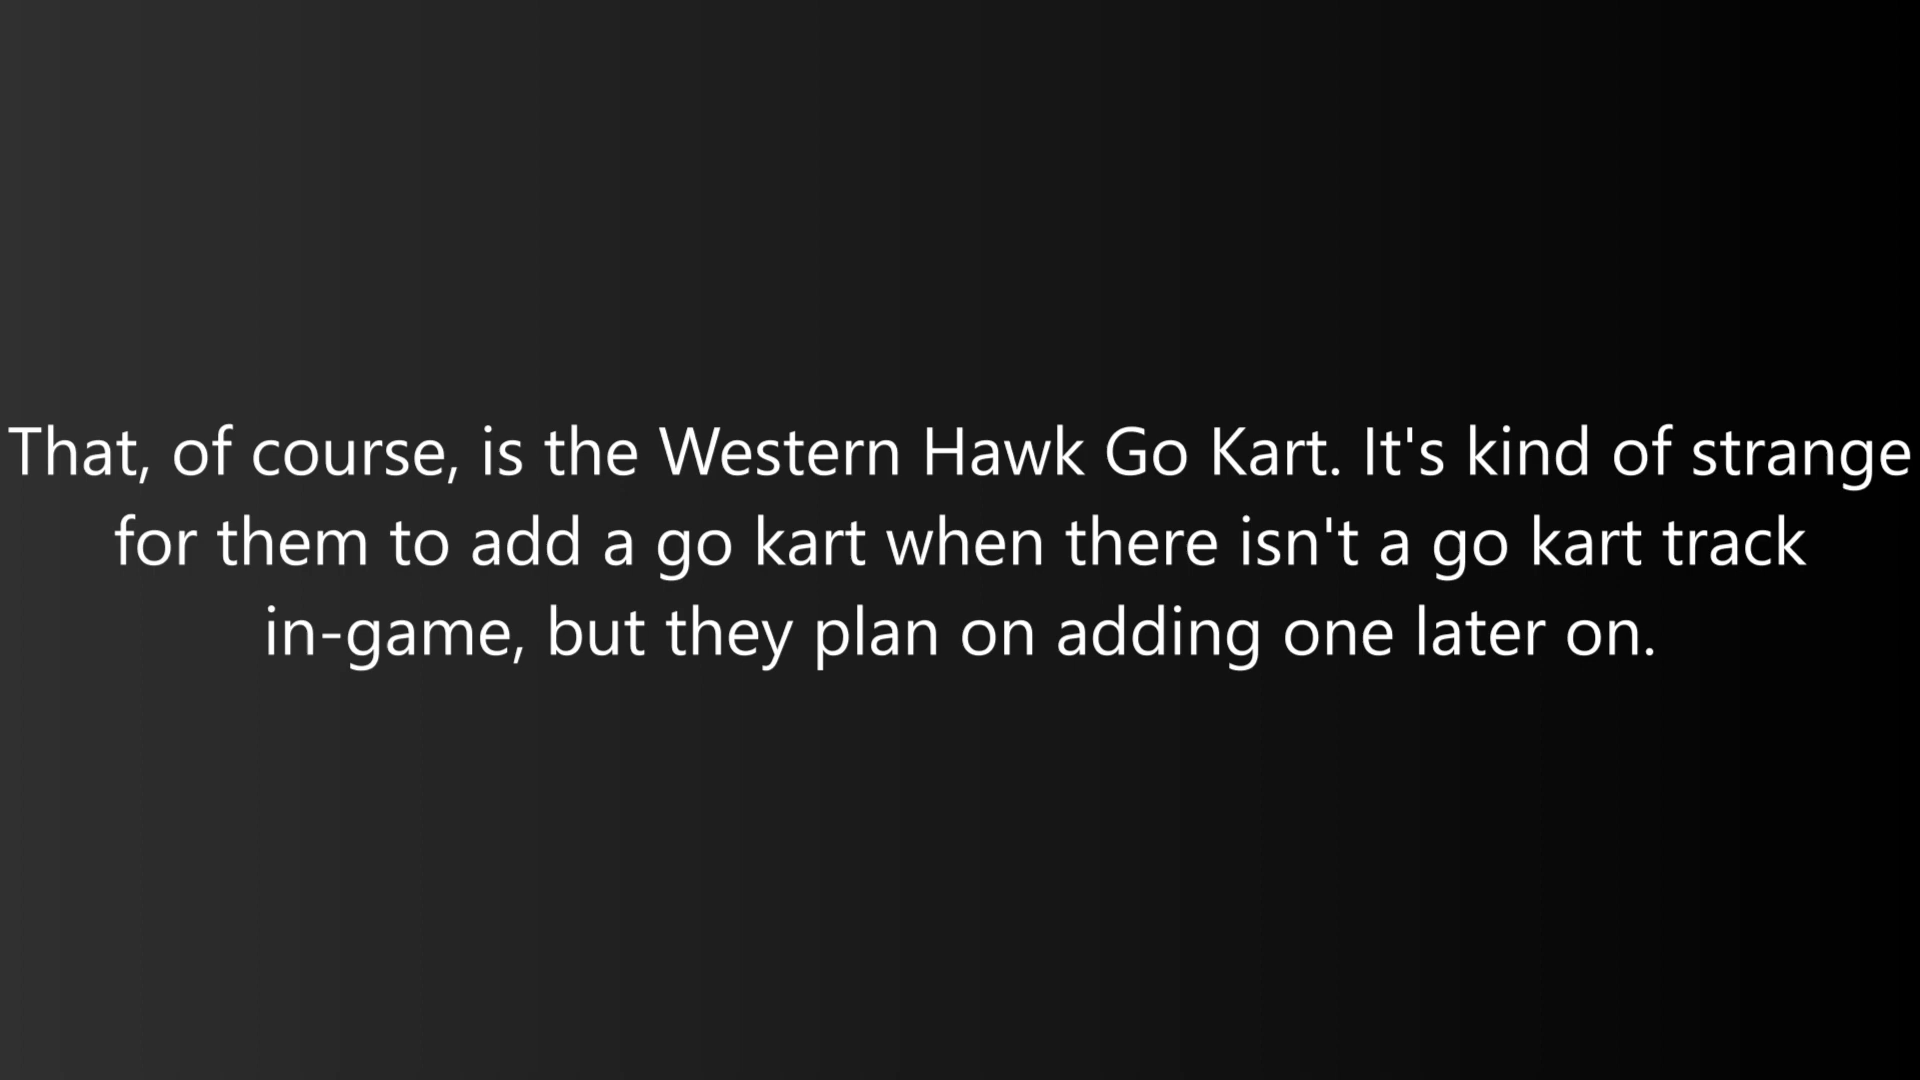 That, of course, is the Western Hawk Go Kart. It's kind of strange
for them to add a go kart when there isn't a go kart track
in-game, but they plan on adding one later on.